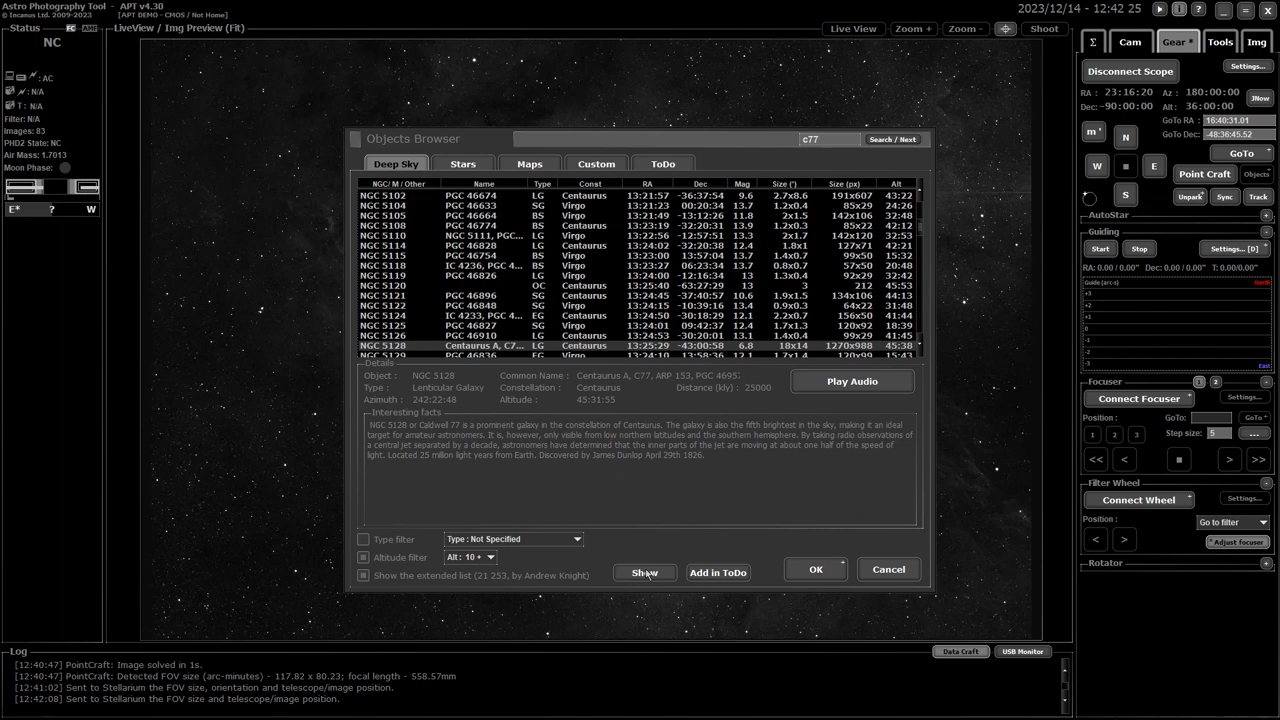 Astro Photography Tool - APT v4.30
© Incanus Ltd. 2009-2023 [APT DEMO - CMOS / Not Home]
2023/12/14 - 12:42 25
Status
NC
: AC
: N/A
T : N/A
Filter: N/A
Images: 83
PHD2 State: NC
Air Mass: 1.7013
Moon Phase:
E* ? W
LiveView / Img Preview (Fit)
Live View Zoom + Zoom - Shoot
Objects Browser c77 Search / Next
Deep Sky Stars Maps Custom ToDo
NGC/ M / Other Name Type Const RA Dec Mag Size (') Size (px) Alt
NGC 5102 PGC 46674 LG Centaurus 13:21:57 -36:37:54 9.6 2.7x8.6 191x607 43:22
NGC 5104 PGC 46633 SG Virgo 13:21:23 00:20:34 13.7 1.2x0.4 85x29 24:26
NGC 5105 PGC 46664 BS Virgo 13:21:49 -13:12:26 11.8 2x1.5 142x106 32:48
NGC 5108 PGC 46774 BS Centaurus 13:23:19 -32:20:31 13.9 1.2x0.3 85x22 42:12
NGC 5110 NGC 5111, PGC... LG Virgo 13:22:56 -12:57:51 13.3 2x1.7 142x120 32:53
NGC 5114 PGC 46828 LG Centaurus 13:24:02 -32:20:38 12.4 1.8x1 127x71 42:21
NGC 5115 PGC 46754 BS Virgo 13:23:00 13:57:04 13.7 1.4x0.7 99x50 15:32
NGC 5118 IC 4236, PGC 4... BS Virgo 13:23:27 06:23:34 13.7 0.8x0.7 57x50 20:48
NGC 5119 PGC 46826 LG Virgo 13:24:00 -12:16:34 13 1.3x0.4 92x29 32:42
NGC 5120 OC Centaurus 13:25:40 -63:27:29 13 3 212 45:53
NGC 5121 PGC 46896 SG Centaurus 13:24:45 -37:40:57 10.6 1.9x1.5 134x106 44:13
NGC 5122 PGC 46848 SG Virgo 13:24:15 -10:39:16 13.4 0.9x0.3 64x22 31:48
NGC 5124 IC 4233, PGC 4... EG Centaurus 13:24:50 -30:18:29 12.1 2.2x0.7 156x50 41:44
NGC 5125 PGC 46827 SG Virgo 13:24:01 09:42:37 12.4 1.7x1.3 120x92 18:39
NGC 5126 PGC 46910 LG Centaurus 13:24:53 -30:20:01 13.1 1.4x0.4 99x29 41:45
NGC 5128 Centaurus A, C7... LG Centaurus 13:25:29 -43:00:58 6.8 18x14 1270x988 45:38
NGC 5129 PGC 46836 EG Virgo 13:24:10 13:58:36 12.1 1.7x1.4 120x99 15:43
Details
Object : NGC 5128 Common Name : Centaurus A, C77, ARP 153, PGC 46957
Type : Lenticular Galaxy Constellation : Centaurus Distance (kly) : 25000
Azimuth : 242:22:48 Altitude : 45:31:55
Play Audio
Interesting facts
NGC 5128 or Caldwell 77 is a prominent galaxy in the constellation of Centaurus. The galaxy is also the fifth brightest in the sky, making it an ideal
target for amateur astronomers. It is, however, only visible from low northern latitudes and the southern hemisphere. By taking radio observations of
a central jet separated by a decade, astronomers have determined that the inner parts of the jet are moving at about one half of the speed of
light. Located 25 million light years from Earth. Discovered by James Dunlop April 29th 1826.
Type filter Type : Not Specified
Altitude filter Alt : 10 +
Show the extended list (21 253, by Andrew Knight)
Show Add in ToDo OK Cancel
Σ Cam Gear * Tools Img
Disconnect Scope Settings...
RA : 23:16:20 Az : 180:00:00
Dec: -90:00:00 Alt : 36:00:00
JNow
GoTo RA : 16:40:31.01
GoTo Dec: -48:36:45.52
m' N GoTo
W E Point Craft Objects
S Unpark Sync Track
AutoStar
Guiding
Start Stop Settings... [D]
RA: 0.00 / 0.00" Dec: 0.00 / 0.00" T: 0.00/0.00"
Guide (arc-s) North
+3
+2
+1
0
-1
-2
-3 East
Focuser 1 2
Connect Focuser Settings...
Position : GoTo: GoTo
1 2 3 Step size: 5 ...
<< < > >>
Filter Wheel
Connect Wheel Settings...
Position : Go to filter
< > Adjust focuser
Rotator
Log Data Craft USB Monitor
[12:40:47] PointCraft: Image solved in 1s.
[12:40:47] PointCraft: Detected FOV size (arc-minutes) - 117.82 x 80.23; focal length - 558.57mm
[12:41:02] Sent to Stellarium the FOV size, orientation and telescope/image position.
[12:42:08] Sent to Stellarium the FOV size and telescope/image position.